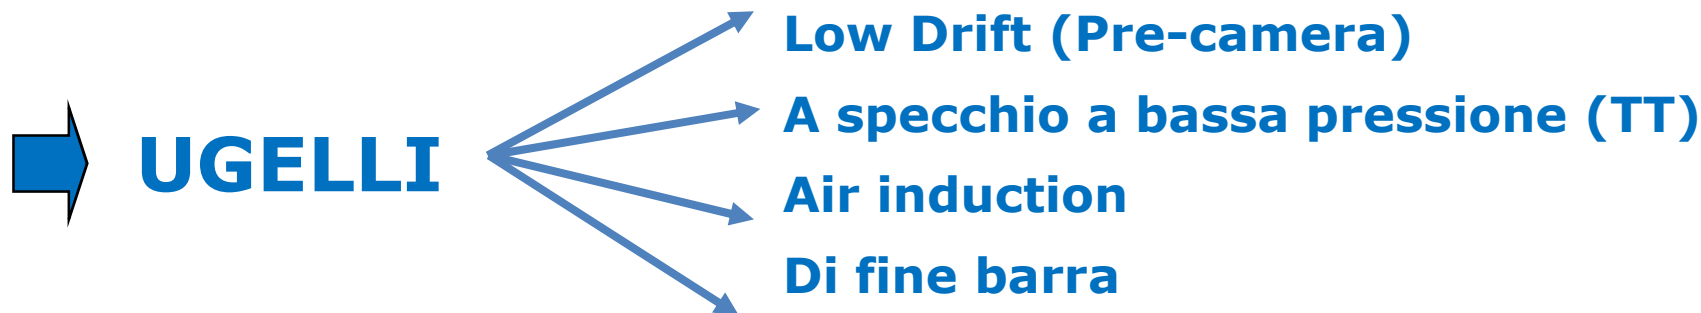 UGELLI
Low Drift (Pre-camera)
A specchio a bassa pressione (TT)
Air induction
Di fine barra